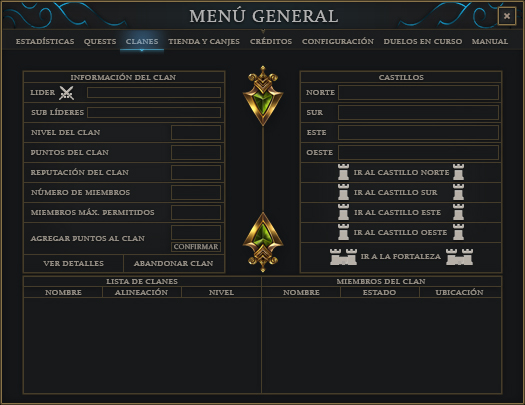 MENÚ GENERAL
×
ESTADÍSTICAS QUESTS CLANES TIENDA Y CANJES CRÉDITOS CONFIGURACIÓN DUELOS EN CURSO MANUAL
INFORMACIÓN DEL CLAN
LIDER
SUB LÍDERES
NIVEL DEL CLAN
PUNTOS DEL CLAN
REPUTACIÓN DEL CLAN
NÚMERO DE MIEMBROS
MIEMBROS MÁX. PERMITIDOS
AGREGAR PUNTOS AL CLAN
CONFIRMAR
VER DETALLES ABANDONAR CLAN
CASTILLOS
NORTE
SUR
ESTE
OESTE
IR AL CASTILLO NORTE
IR AL CASTILLO SUR
IR AL CASTILLO ESTE
IR AL CASTILLO OESTE
IR A LA FORTALEZA
LISTA DE CLANES
NOMBRE ALINEACIÓN NIVEL
MIEMBROS DEL CLAN
NOMBRE ESTADO UBICACIÓN